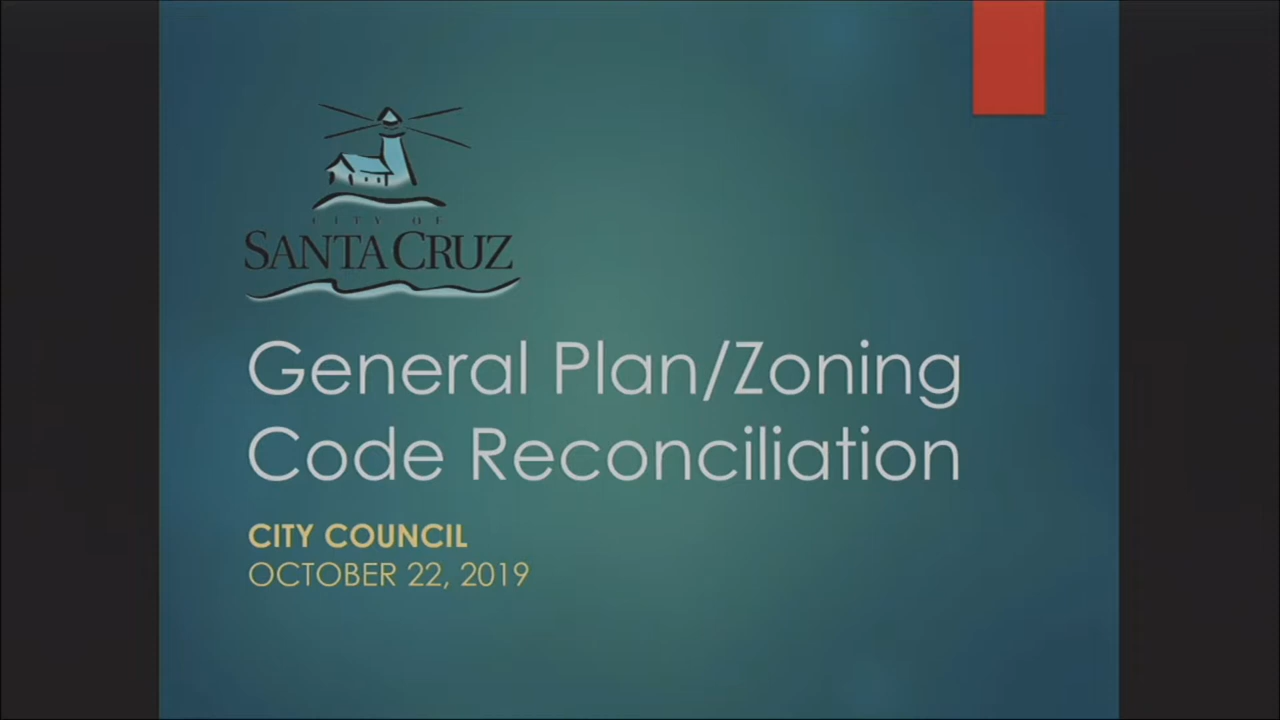 CITY OF
SANTA CRUZ
General Plan/Zoning
Code Reconciliation
CITY COUNCIL
OCTOBER 22, 2019